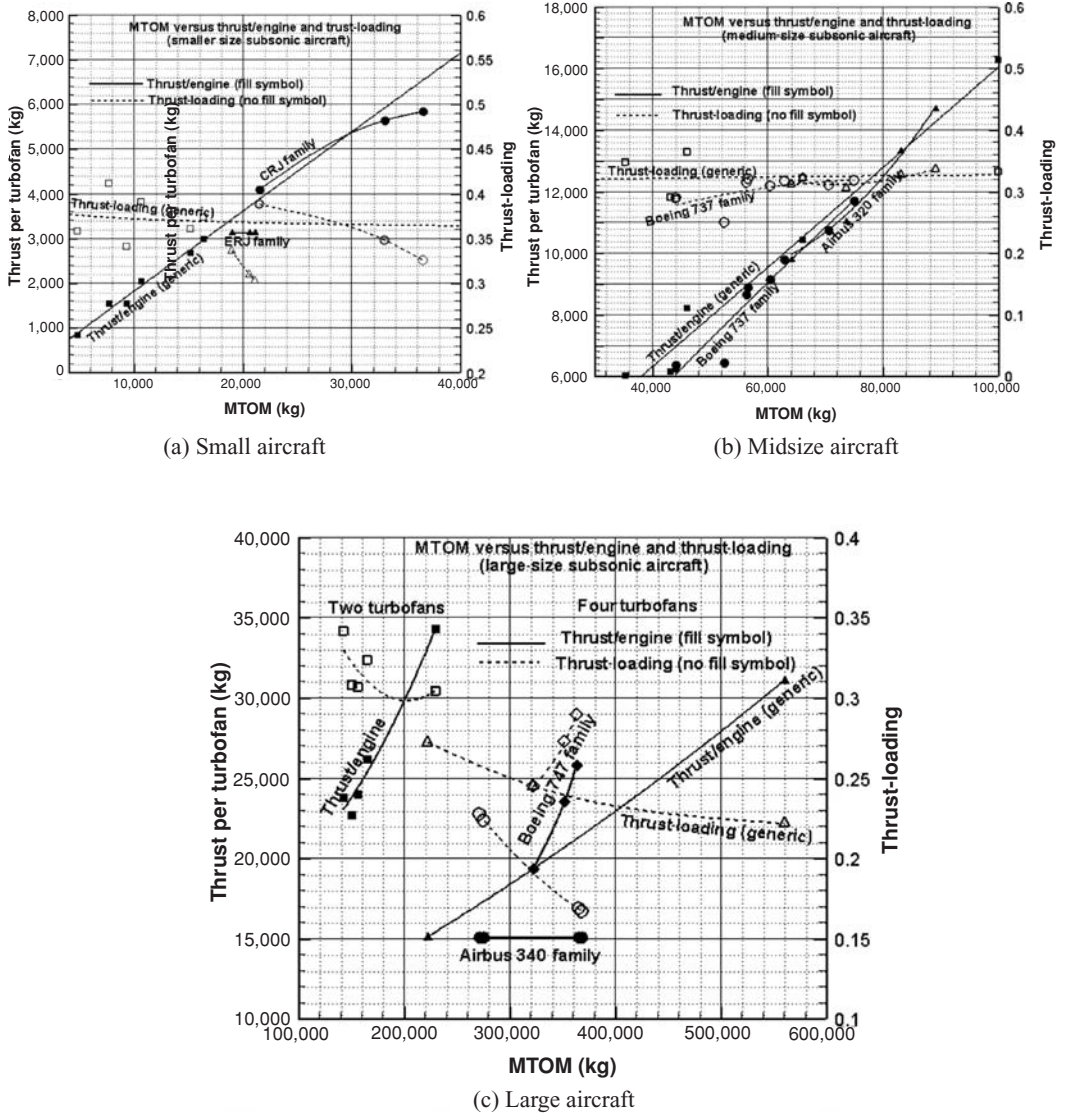 MTOM versus thrust/engine and trust-loading
(smaller size subsonic aircraft)
Thrust/engine (fill symbol)
Thrust-loading (no fill symbol)
CRJ family
Thrust-loading (generic)
ERJ family
Thrust/engine (generic)
Thrust per turbofan (kg)
Thrust per turbofan (kg)
Thrust-loading
8,000
7,000
6,000
5,000
4,000
3,000
2,000
1,000
0
0.6
0.55
0.5
0.45
0.4
0.35
0.3
0.25
0.2
10,000
20,000
30,000
40,000
MTOM (kg)
(a) Small aircraft
MTOM versus thrust/engine and thrust-loading
(medium-size subsonic aircraft)
Thrust/engine (fill symbol)
Thrust-loading (no fill symbol)
Thrust-loading (generic)
Boeing 737 family
Airbus 320 family
Thrust/engine (generic)
Boeing 737 family
Thrust per turbofan (kg)
Thrust-loading
18,000
16,000
14,000
12,000
10,000
8,000
6,000
0.6
0.5
0.4
0.3
0.2
0.1
0
40,000
60,000
80,000
100,000
MTOM (kg)
(b) Midsize aircraft
MTOM versus thrust/engine and thrust-loading
(large-size subsonic aircraft)
Two turbofans
Four turbofans
Thrust/engine (fill symbol)
Thrust-loading (no fill symbol)
Thrust/engine
Boeing 747 family
Thrust/engine (generic)
Thrust-loading (generic)
Airbus 340 family
Thrust per turbofan (kg)
Thrust-loading
40,000
35,000
30,000
25,000
20,000
15,000
10,000
0.4
0.35
0.3
0.25
0.2
0.15
0.1
100,000
200,000
300,000
400,000
500,000
600,000
MTOM (kg)
(c) Large aircraft